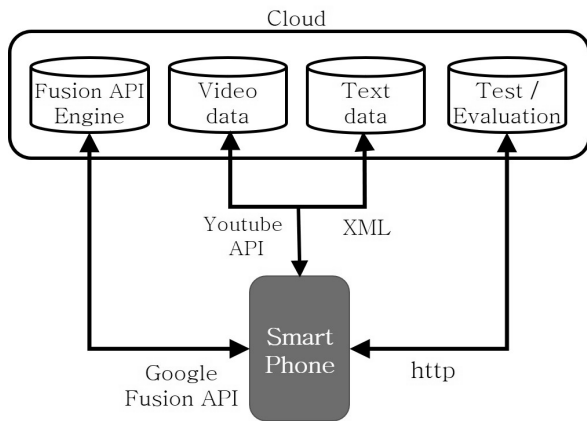 Cloud
Fusion API
Engine
Video
data
Text
data
Test /
Evaluation
Youtube
API
XML
Smart
Phone
Google
Fusion API
http